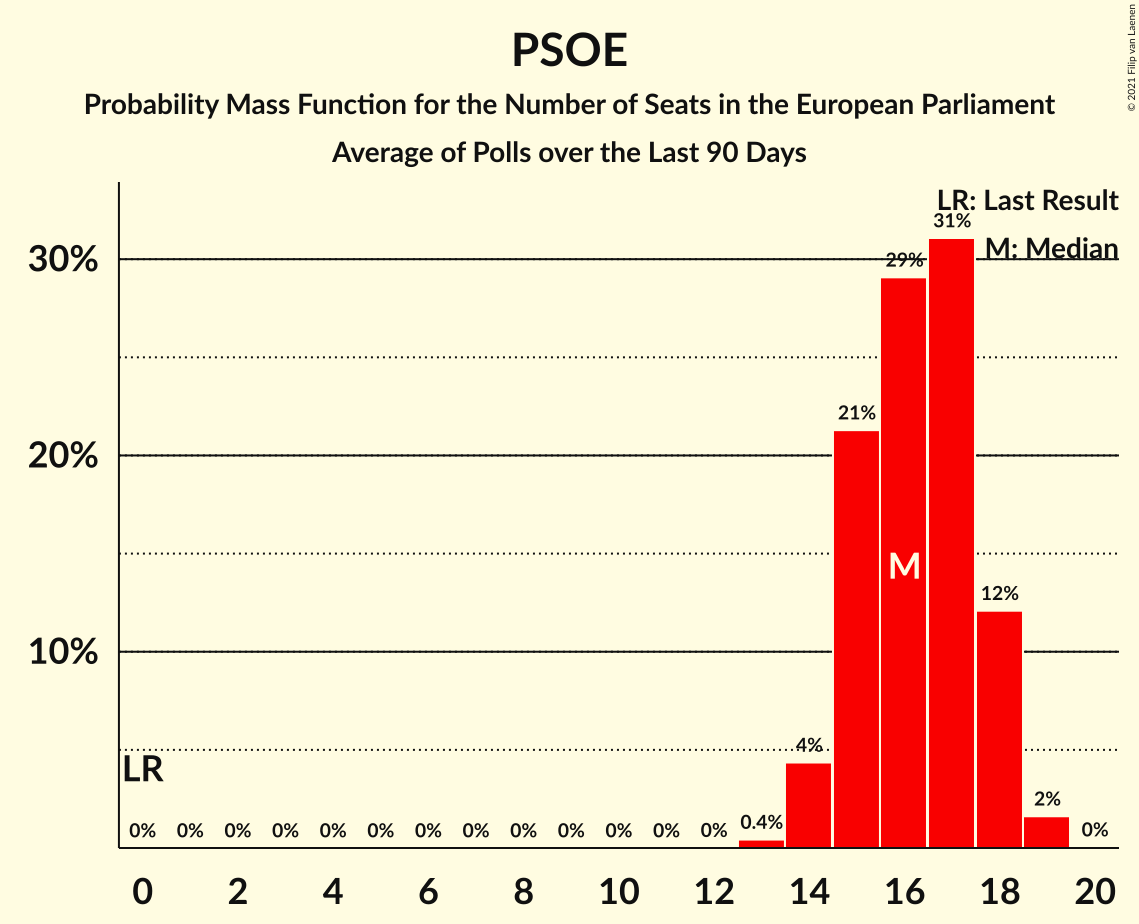 PSOE
Probability Mass Function for the Number of Seats in the European Parliament
Average of Polls over the Last 90 Days
© 2021 Filip van Laenen
LR: Last Result
M: Median
30%
20%
10%
31%
29%
21%
M
12%
4%
LR
2%
0% 0% 0% 0% 0% 0% 0% 0% 0% 0% 0% 0% 0% 0.4% 0%
0 2 4 6 8 10 12 14 16 18 20